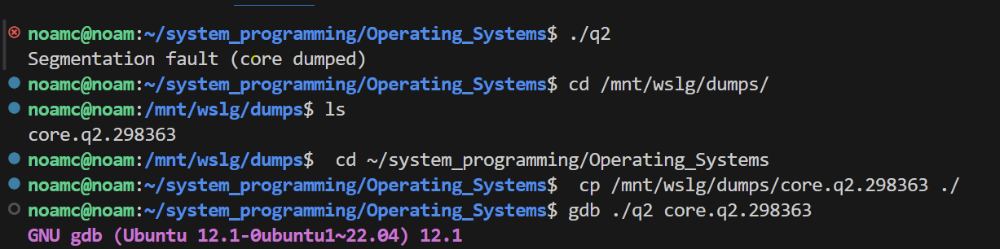 noamc@noam:~/system_programming/Operating_Systems$ ./q2
Segmentation fault (core dumped)
noamc@noam:~/system_programming/Operating_Systems$ cd /mnt/wslg/dumps/
noamc@noam:/mnt/wslg/dumps$ ls
core.q2.298363
noamc@noam:/mnt/wslg/dumps$  cd ~/system_programming/Operating_Systems
noamc@noam:~/system_programming/Operating_Systems$  cp /mnt/wslg/dumps/core.q2.298363 ./
noamc@noam:~/system_programming/Operating_Systems$ gdb ./q2 core.q2.298363
GNU gdb (Ubuntu 12.1-0ubuntu1~22.04) 12.1